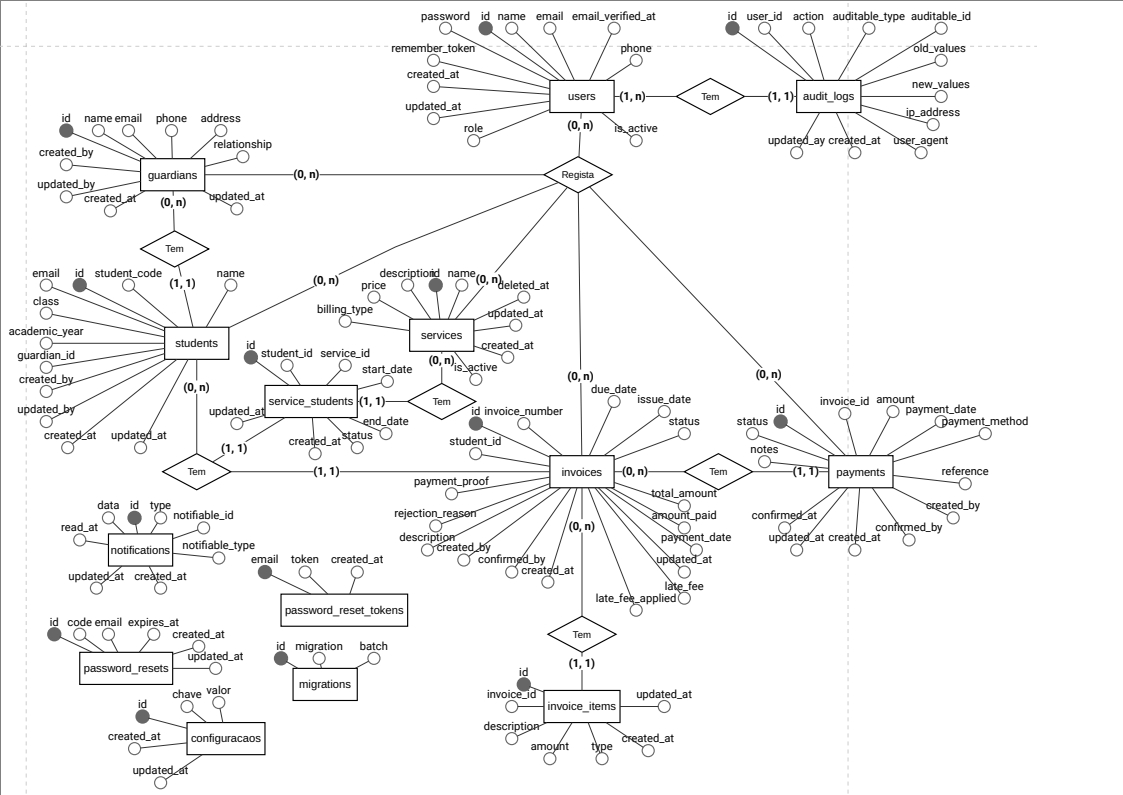 password
id
name
email
email_verified_at
remember_token
phone
created_at
updated_at
role
is_active
users
(1, n)
Tem
(1, 1)
id
user_id
action
auditable_type
auditable_id
old_values
new_values
ip_address
user_agent
created_at
updated_ay
audit_logs
(0, n)
Regista
id
name
email
phone
address
relationship
created_by
updated_by
created_at
updated_at
guardians
(0, n)
(0, n)
Tem
(1, 1)
email
id
student_code
name
class
academic_year
guardian_id
created_by
updated_by
created_at
updated_at
students
(0, n)
(0, n)
price
description
id
name
deleted_at
billing_type
updated_at
created_at
is_active
services
(0, n)
(0, n)
Tem
(1, 1)
id
student_id
service_id
start_date
end_date
status
created_at
updated_at
service_students
(1, 1)
Tem
(1, 1)
(0, n)
(0, n)
id
invoice_number
due_date
issue_date
status
student_id
payment_proof
rejection_reason
description
created_by
confirmed_by
created_at
late_fee_applied
late_fee
updated_at
payment_date
amount_paid
total_amount
invoices
(0, n)
Tem
(1, 1)
status
id
invoice_id
amount
payment_date
payment_method
notes
reference
created_by
confirmed_by
created_at
updated_at
confirmed_at
payments
(0, n)
Tem
(1, 1)
id
invoice_id
description
amount
type
created_at
updated_at
invoice_items
data
id
type
notifiable_id
read_at
notifiable_type
updated_at
created_at
notifications
email
token
created_at
password_reset_tokens
id
code
email
expires_at
created_at
updated_at
password_resets
id
migration
batch
migrations
id
chave
valor
created_at
updated_at
configuracaos